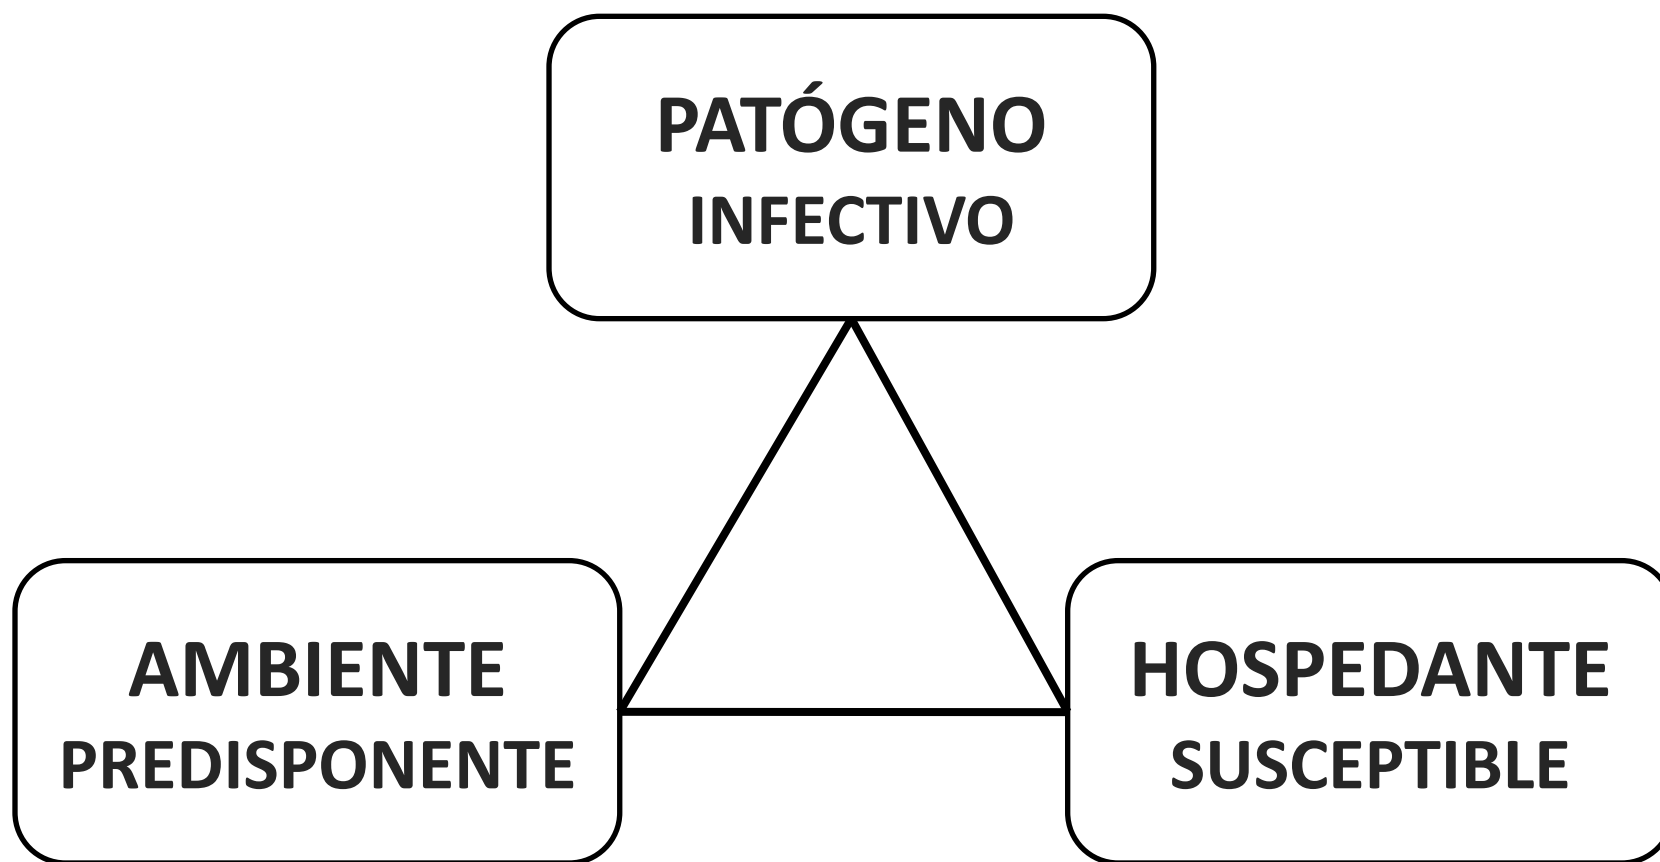 PATÓGENO
INFECTIVO
AMBIENTE
PREDISPONENTE
HOSPEDANTE
SUSCEPTIBLE